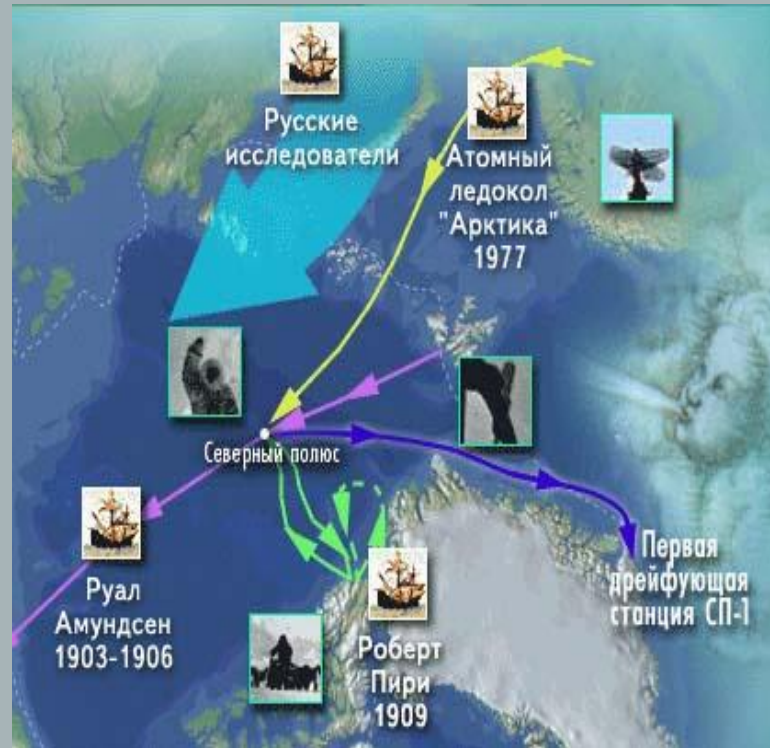 Русские
исследователи
Атомный
ледокол
"Арктика"
1977
Северный полюс
Руал
Амундсен
1903-1906
Роберт
Пири
1909
Первая
дрейфующая
станция СП-1